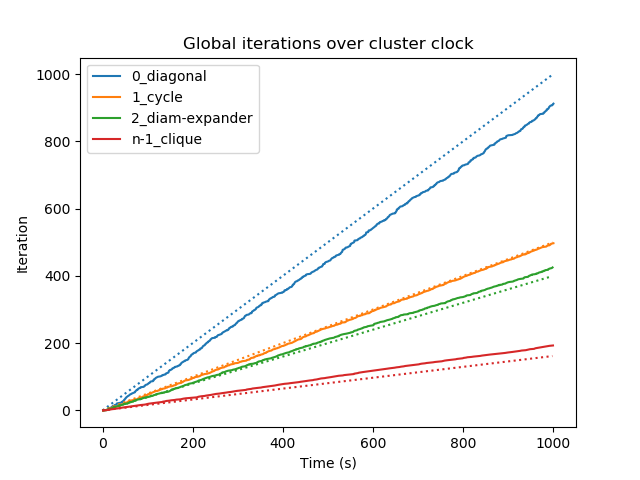 Global iterations over cluster clock
0_diagonal
1_cycle
2_diam-expander
n-1_clique
1000
800
600
400
200
0
Iteration
0 200 400 600 800 1000
Time (s)